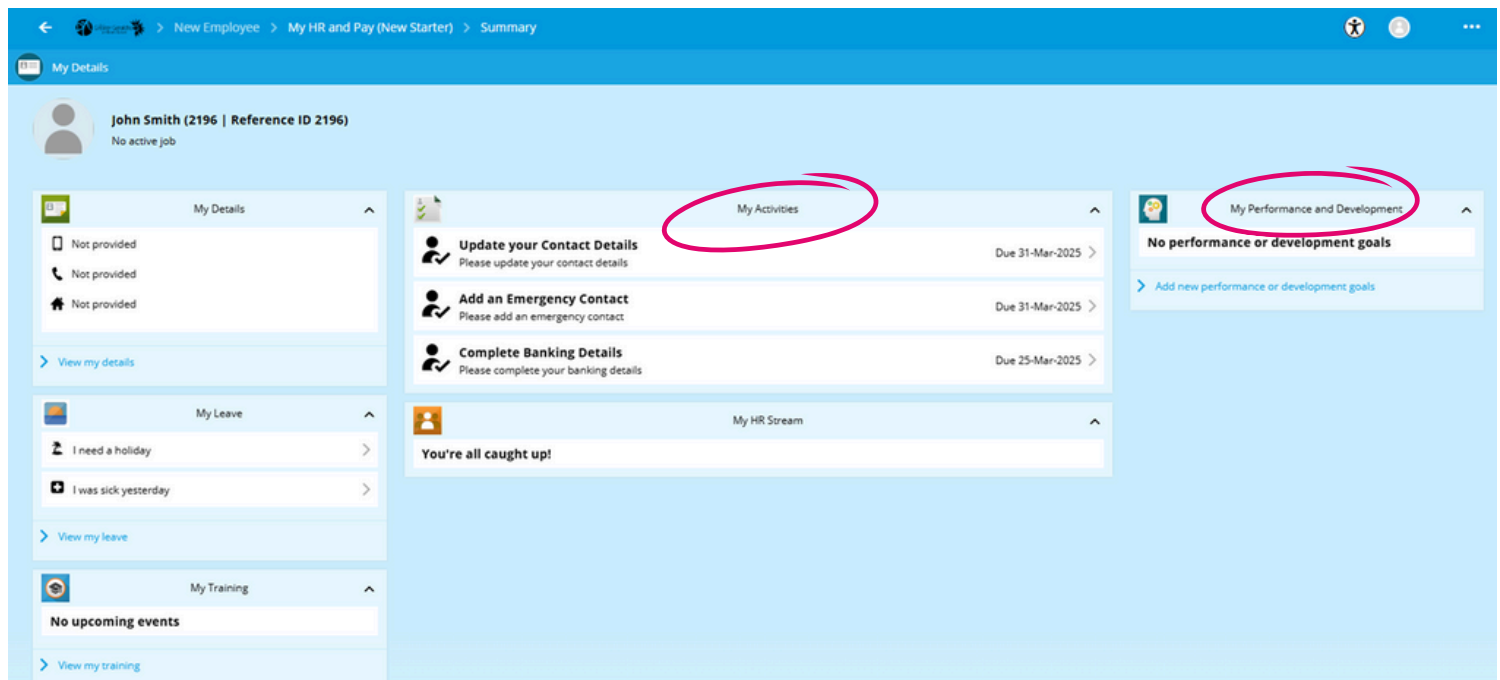 New Employee > My HR and Pay (New Starter) > Summary
My Details
John Smith (2196 | Reference ID 2196)
No active job
My Details
Not provided
Not provided
Not provided
View my details
My Leave
I need a holiday
I was sick yesterday
View my leave
My Training
No upcoming events
View my training
My Activities
Update your Contact Details
Please update your contact details
Due 31-Mar-2025
Add an Emergency Contact
Please add an emergency contact
Due 31-Mar-2025
Complete Banking Details
Please complete your banking details
Due 25-Mar-2025
My HR Stream
You're all caught up!
My Performance and Development
No performance or development goals
Add new performance or development goals